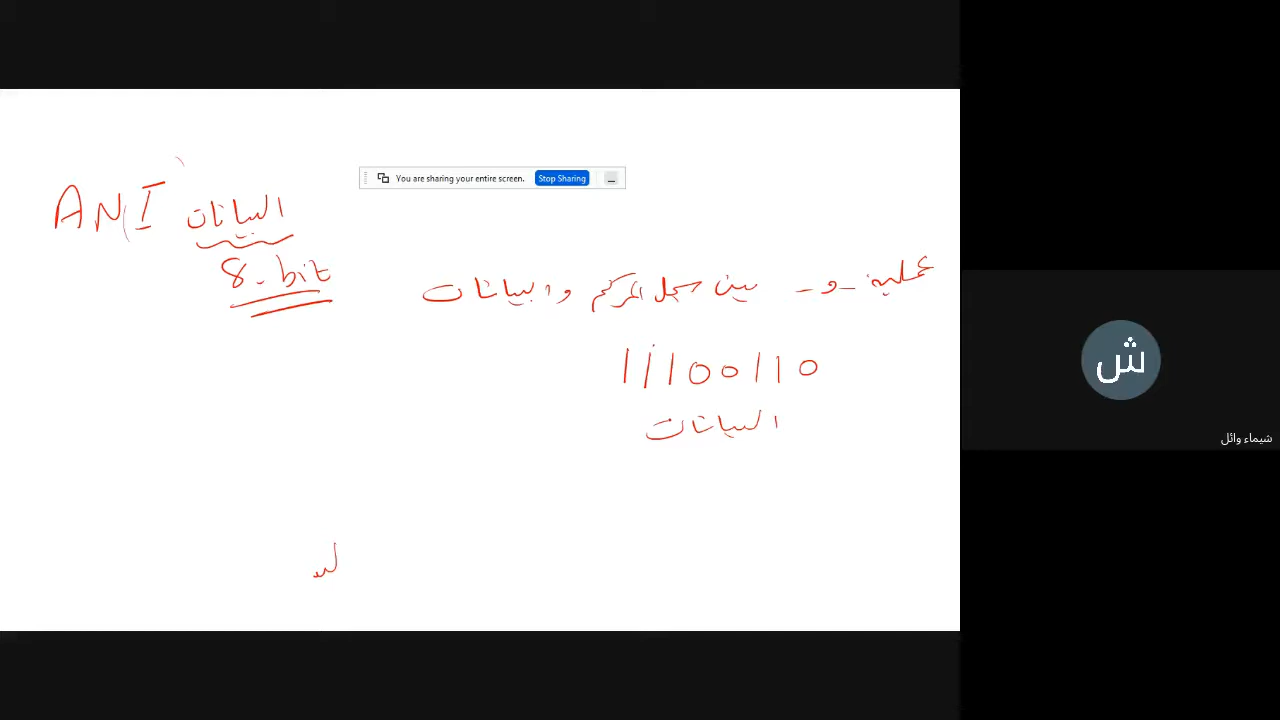 You are sharing your entire screen. Stop Sharing
ANI البيانات
8-bit
عملية -و- بين سجل المركم والبيانات
11100110
البيانات
شيماء وائل
ش